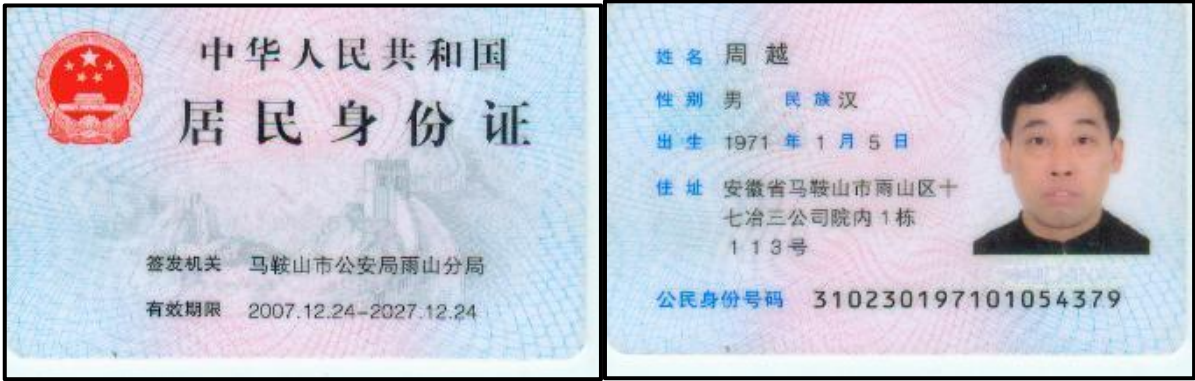 中华人民共和国
居民身份证
签发机关 马鞍山市公安局雨山分局
有效期限 2007.12.24-2027.12.24
姓名 周越
性别 男 民族 汉
出生 1971 年 1 月 5 日
住址 安徽省马鞍山市雨山区十
七冶三公司院内1栋
113号
公民身份号码 310230197101054379